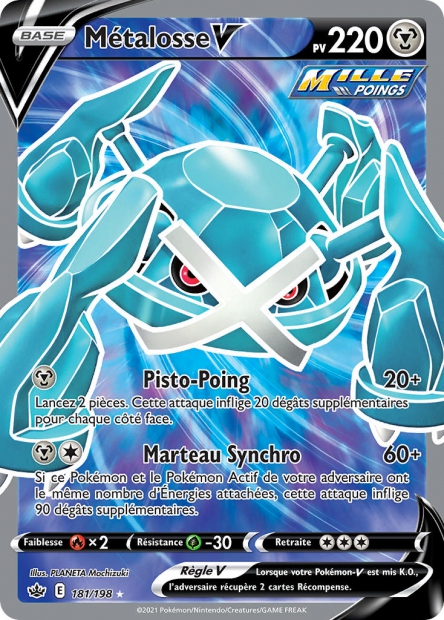 BASE Métalosse V PV 220
MILLE POINGS
Pisto-Poing 20+
Lancez 2 pièces. Cette attaque inflige 20 dégâts supplémentaires
pour chaque côté face.
Marteau Synchro 60+
Si ce Pokémon et le Pokémon Actif de votre adversaire ont
le même nombre d'Énergies attachées, cette attaque inflige
90 dégâts supplémentaires.
Faiblesse ×2 Résistance -30 Retraite
Illus. PLANETA Mochizuki
Règle V Lorsque votre Pokémon-V est mis K.O.,
l'adversaire récupère 2 cartes Récompense.
E 181/198
©2021 Pokémon/Nintendo/Creatures/GAME FREAK